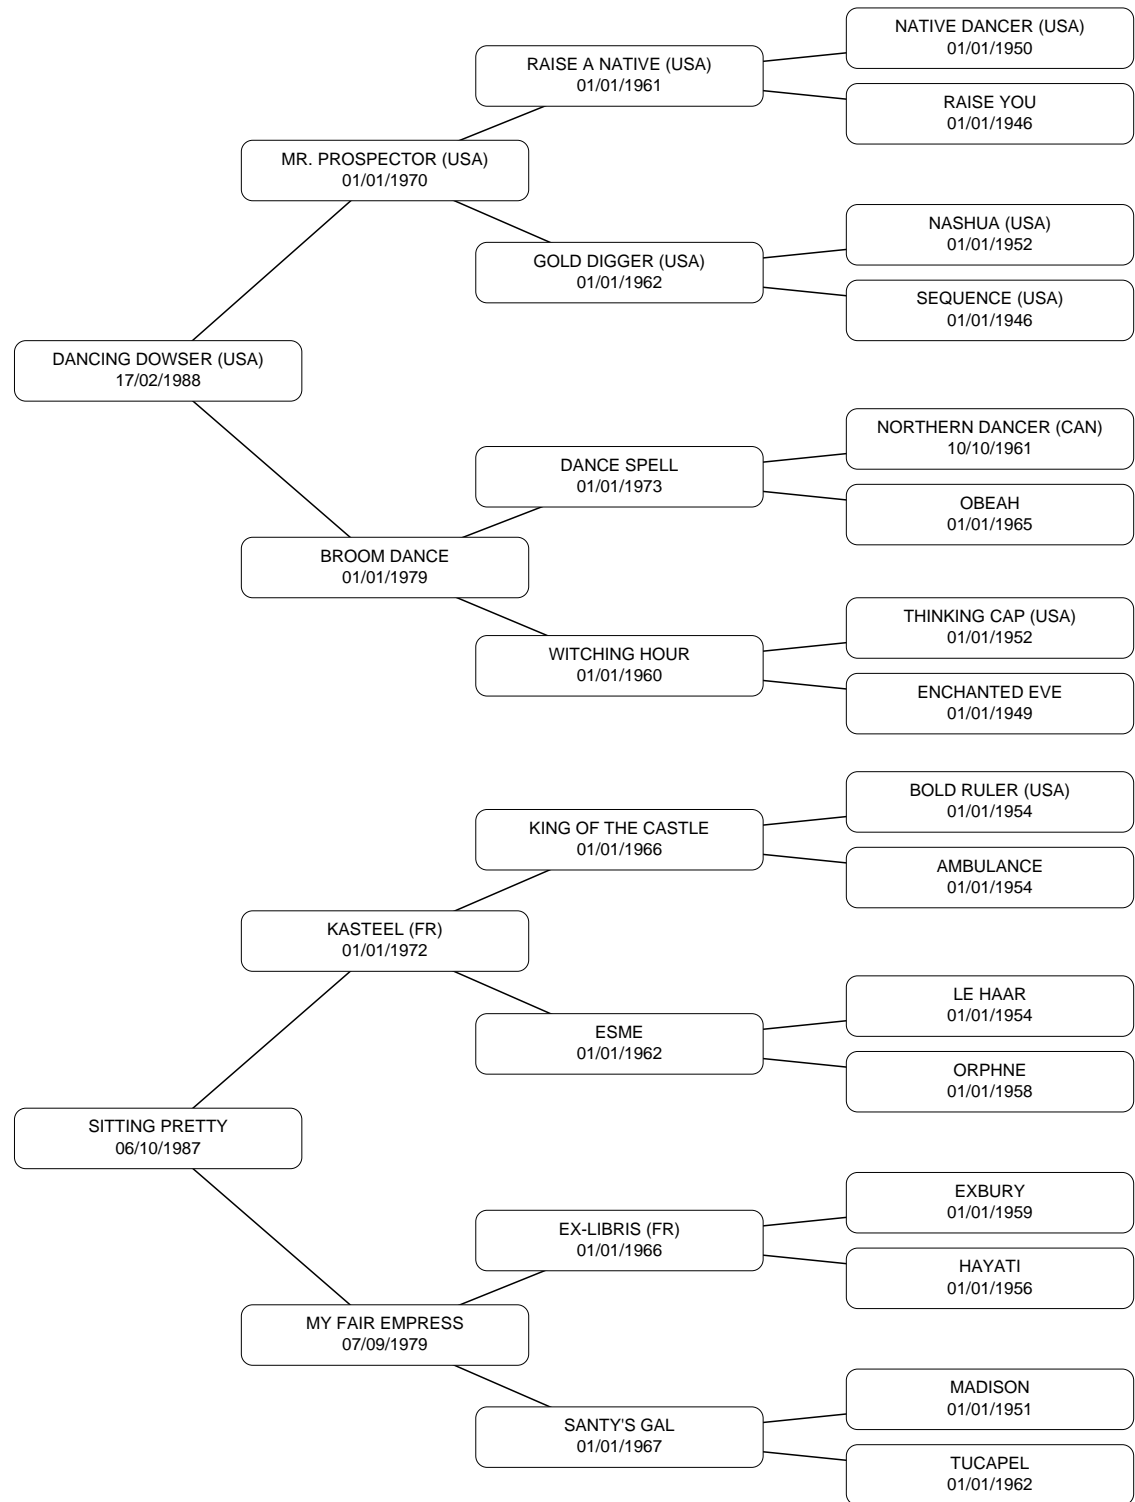 NATIVE DANCER (USA)
01/01/1950
RAISE A NATIVE (USA)
01/01/1961
RAISE YOU
01/01/1946
MR. PROSPECTOR (USA)
01/01/1970
NASHUA (USA)
01/01/1952
GOLD DIGGER (USA)
01/01/1962
SEQUENCE (USA)
01/01/1946
DANCING DOWSER (USA)
17/02/1988
NORTHERN DANCER (CAN)
10/10/1961
DANCE SPELL
01/01/1973
OBEAH
01/01/1965
BROOM DANCE
01/01/1979
THINKING CAP (USA)
01/01/1952
WITCHING HOUR
01/01/1960
ENCHANTED EVE
01/01/1949
BOLD RULER (USA)
01/01/1954
KING OF THE CASTLE
01/01/1966
AMBULANCE
01/01/1954
KASTEEL (FR)
01/01/1972
LE HAAR
01/01/1954
ESME
01/01/1962
ORPHNE
01/01/1958
SITTING PRETTY
06/10/1987
EXBURY
01/01/1959
EX-LIBRIS (FR)
01/01/1966
HAYATI
01/01/1956
MY FAIR EMPRESS
07/09/1979
MADISON
01/01/1951
SANTY'S GAL
01/01/1967
TUCAPEL
01/01/1962